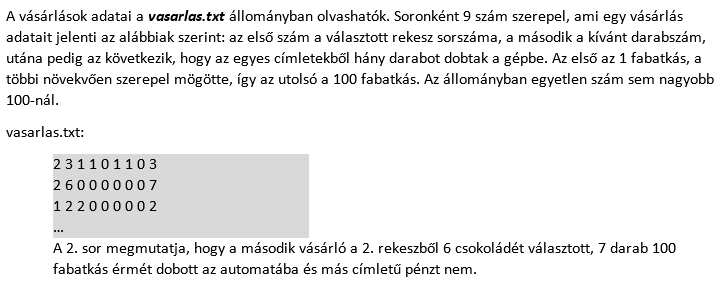 A vásárlások adatai a vasarlas.txt állományban olvashatók. Soronként 9 szám szerepel, ami egy vásárlás
adatait jelenti az alábbiak szerint: az első szám a választott rekesz sorszáma, a második a kívánt darabszám,
utána pedig az következik, hogy az egyes címletekből hány darabot dobtak a gépbe. Az első az 1 fabatkás, a
többi növekvően szerepel mögötte, így az utolsó a 100 fabatkás. Az állományban egyetlen szám sem nagyobb
100-nál.
vasarlas.txt:
2 3 1 1 0 1 1 0 3
2 6 0 0 0 0 0 0 7
1 2 2 0 0 0 0 0 2
...
A 2. sor megmutatja, hogy a második vásárló a 2. rekeszből 6 csokoládét választott, 7 darab 100
fabatkás érmét dobott az automatába és más címletű pénzt nem.